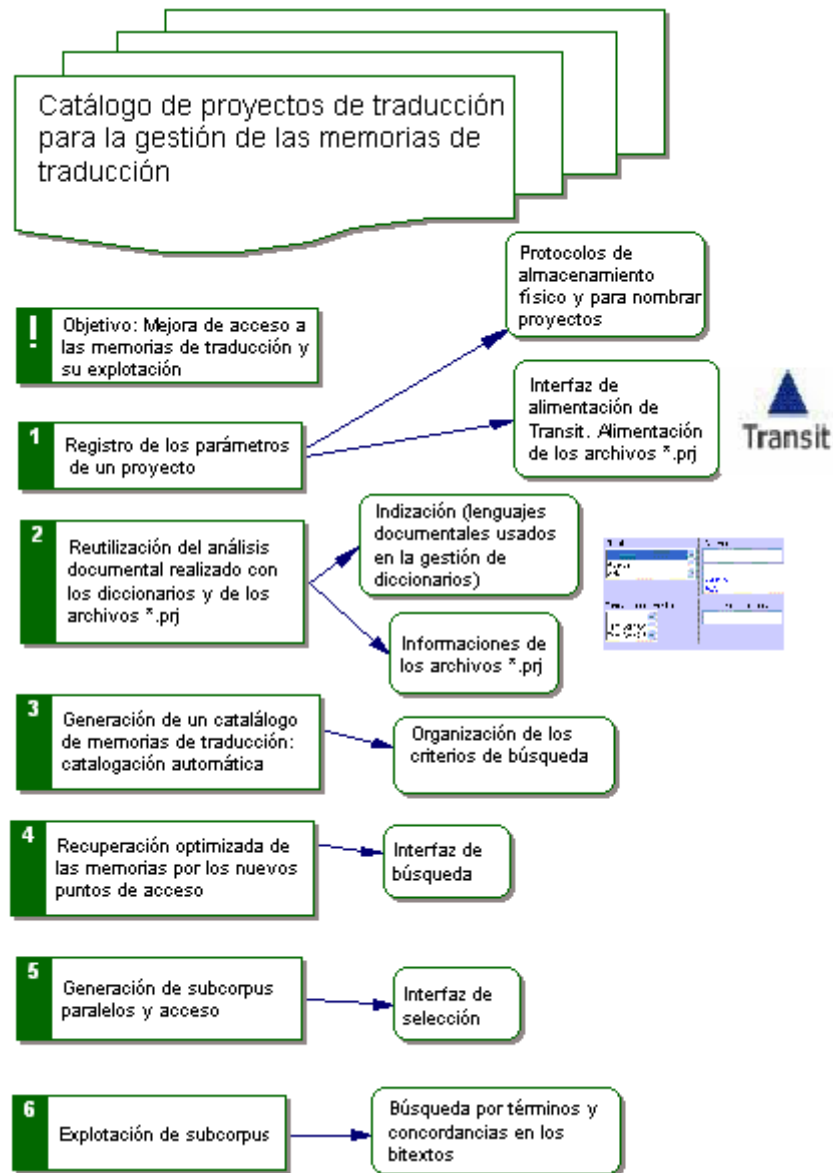 Catálogo de proyectos de traducción
para la gestión de las memorias de
traducción
Protocolos de
almacenamiento
físico y para nombrar
proyectos
!
Objetivo: Mejora de acceso a
las memorias de traducción y
su explotación
Interfaz de
alimentación de
Transit. Alimentación
de los archivos *.prj
Transit
1
Registro de los parámetros
de un proyecto
Indización (lenguajes
documentales usados
en la gestión de
diccionarios)
2
Reutilización del análisis
documental realizado con
los diccionarios y de los
archivos *.prj
Informaciones de
los archivos *.prj
3
Generación de un catalálogo
de memorias de traducción:
catalogación automática
Organización de los
criterios de búsqueda
4
Recuperación optimizada de
las memorias por los nuevos
puntos de acceso
Interfaz de
búsqueda
5
Generación de subcorpus
paralelos y acceso
Interfaz de
selección
6
Explotación de subcorpus
Búsqueda por términos y
concordancias en los
bitextos